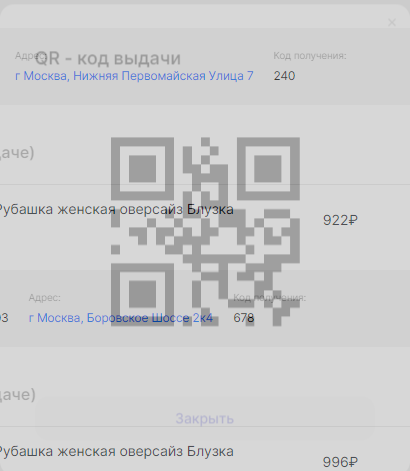 ×
Адрес:
QR - код выдачи
Код получения:
г Москва, Нижняя Первомайская Улица 7
240
даче)
Рубашка женская оверсайз Блузка
922₽
Адрес:
Код получения:
93 г Москва, Боровское Шоссе 2к4
678
даче)
Закрыть
Рубашка женская оверсайз Блузка
996₽